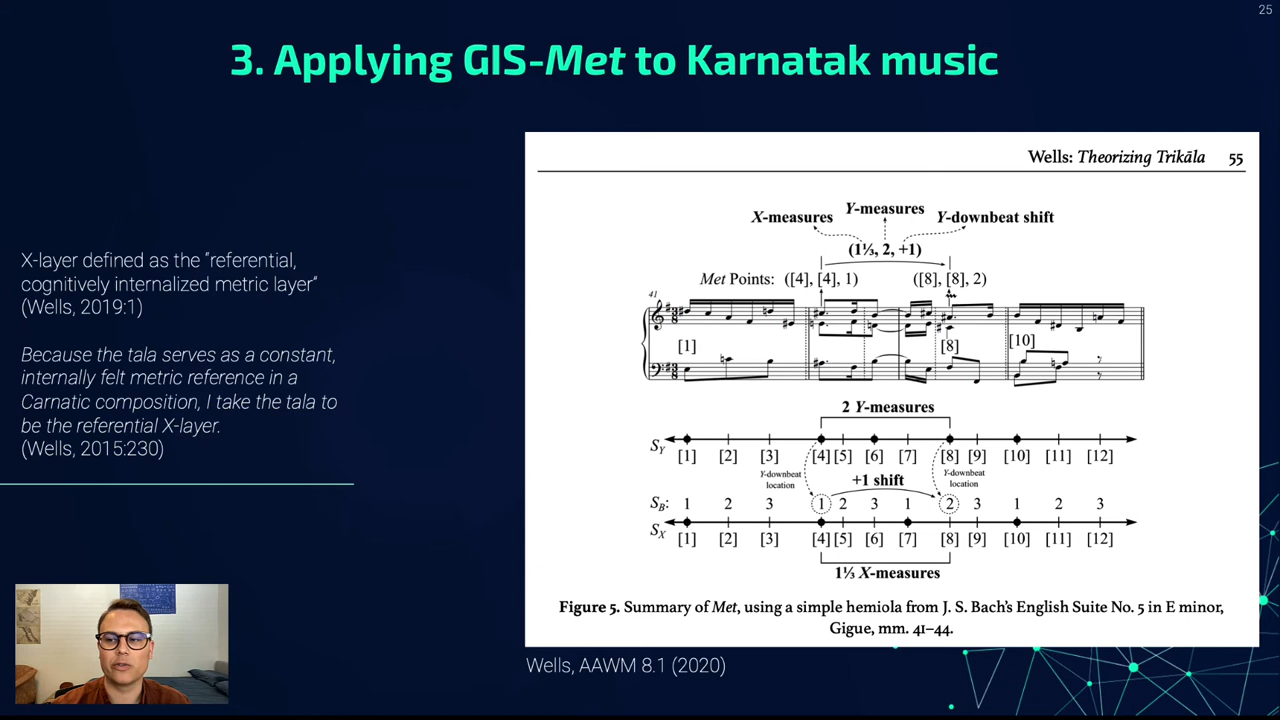 25
3. Applying GIS-Met to Karnatak music
X-layer defined as the "referential,
cognitively internalized metric layer"
(Wells, 2019:1)
Because the tala serves as a constant,
internally felt metric reference in a
Carnatic composition, I take the tala to
be the referential X-layer.
(Wells, 2015:230)
Wells: Theorizing Trikāla 55
X-measures Y-measures Y-downbeat shift
(1⅓, 2, +1)
Met Points: ([4], [4], 1) ([8], [8], 2)
41
[1] [8] [10]
2 Y-measures
S_Y [1] [2] [3] [4] [5] [6] [7] [8] [9] [10] [11] [12]
Y-downbeat location Y-downbeat location
+1 shift
S_B: 1 2 3 1 2 3 1 2 3 1 2 3
S_X [1] [2] [3] [4] [5] [6] [7] [8] [9] [10] [11] [12]
1⅓ X-measures
Figure 5. Summary of Met, using a simple hemiola from J. S. Bach's English Suite No. 5 in E minor,
Gigue, mm. 41–44.
Wells, AAWM 8.1 (2020)